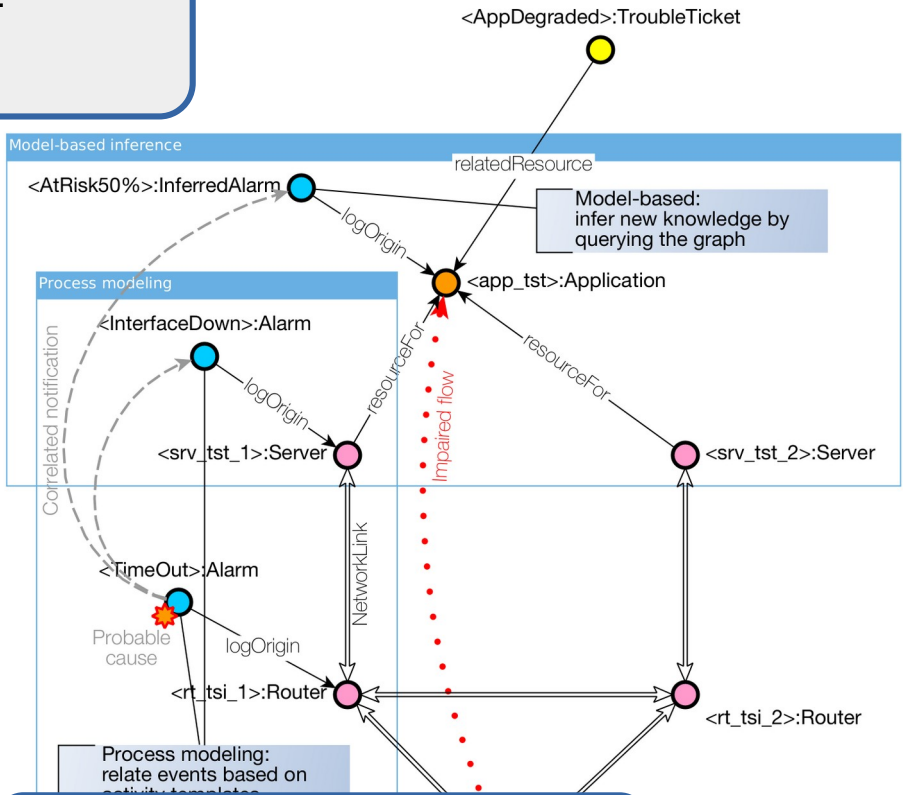 <AppDegraded>:TroubleTicket
Model-based inference
relatedResource
<AtRisk50%>:InferredAlarm
Model-based:
infer new knowledge by
querying the graph
logOrigin
<app_tst>:Application
Process modeling
<InterfaceDown>:Alarm
resourceFor
resourceFor
logOrigin
Correlated notification
Impaired flow
<srv_tst_1>:Server
<srv_tst_2>:Server
NetworkLink
<TimeOut>:Alarm
Probable
cause
logOrigin
<rt_tsi_1>:Router
<rt_tsi_2>:Router
Process modeling:
relate events based on
activity templates